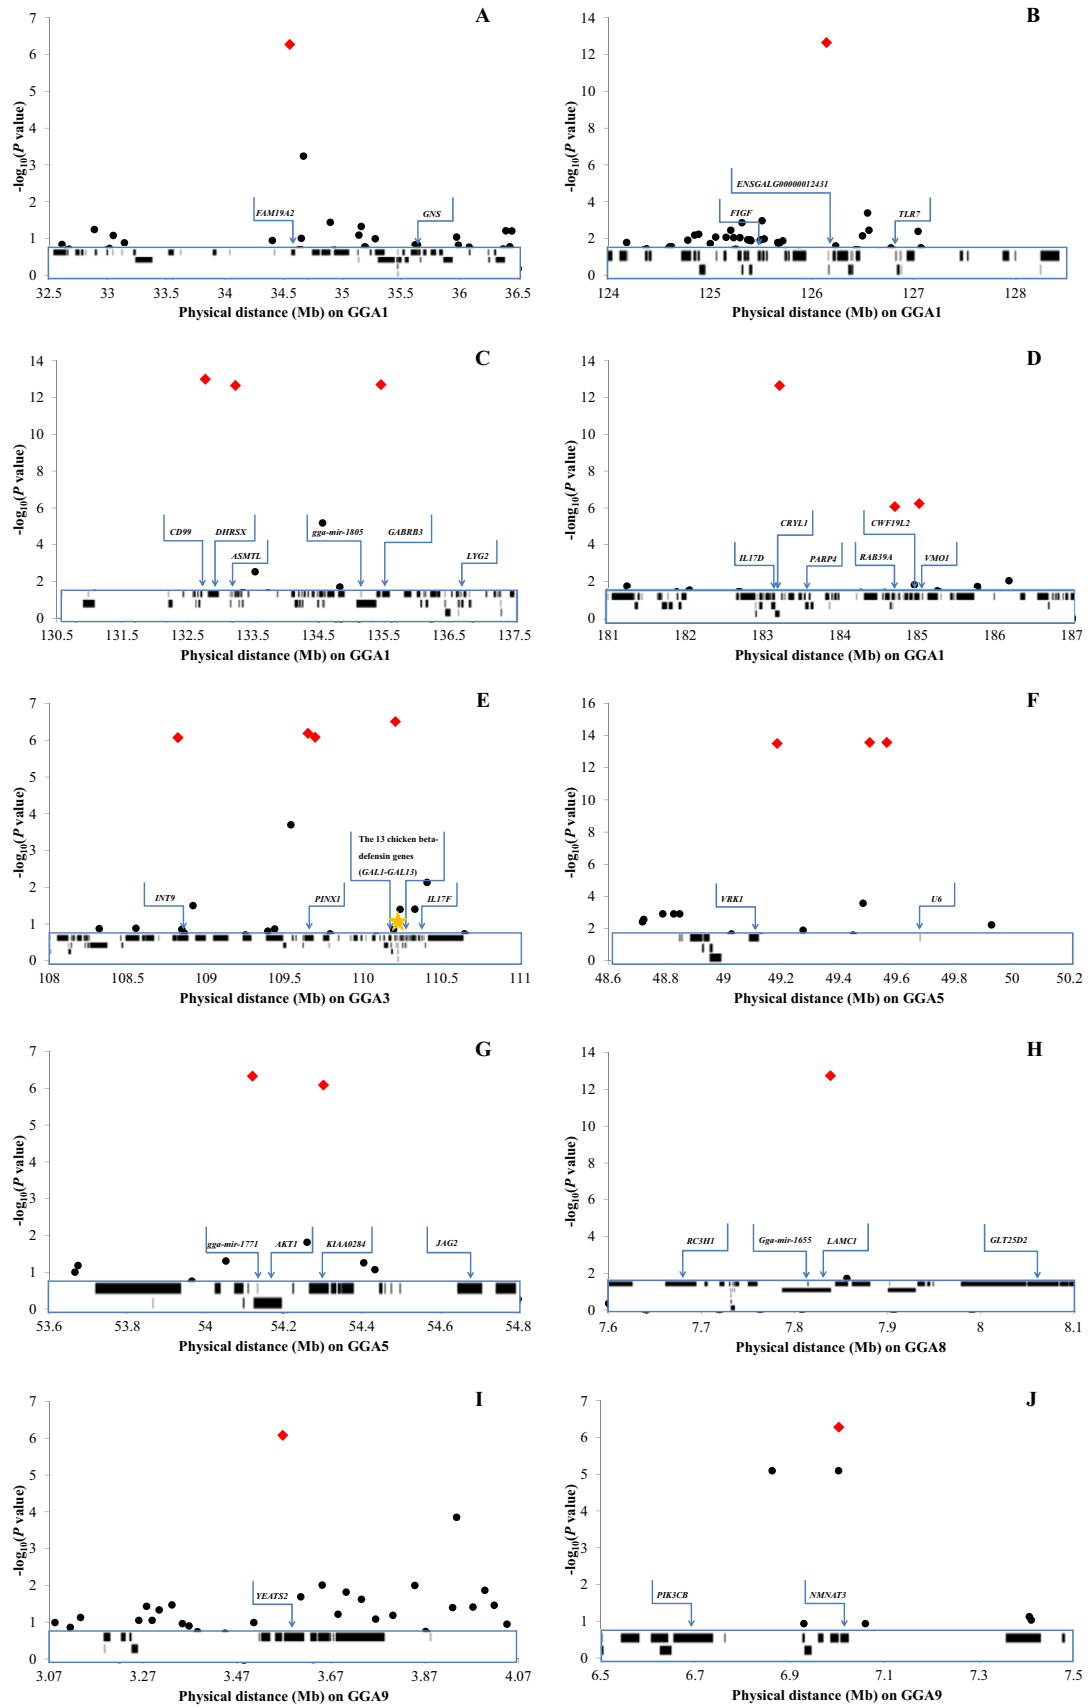 A
7
6
5
4
3
2
1
0
-log10(P value)
FAM19A2
GNS
32.5 33 33.5 34 34.5 35 35.5 36 36.5
Physical distance (Mb) on GGA1
B
14
12
10
8
6
4
2
0
-log10(P value)
ENSGALG00000012431
FIGF
TLR7
124 125 126 127 128
Physical distance (Mb) on GGA1
C
14
12
10
8
6
4
2
0
-log10(P value)
CD99
DHRSX
ASMTL
gga-mir-1805
GABRB3
LYG2
130.5 131.5 132.5 133.5 134.5 135.5 136.5 137.5
Physical distance (Mb) on GGA1
D
14
12
10
8
6
4
2
0
-long10(P value)
CRYL1
CWF19L2
IL17D
PARP4
RAB39A
VMO1
181 182 183 184 185 186 187
Physical distance (Mb) on GGA1
E
7
6
5
4
3
2
1
0
-log10(P value)
The 13 chicken beta-
defensin genes
(GAL1-GAL13)
INT9
PINX1
IL17F
108 108.5 109 109.5 110 110.5 111
Physical distance (Mb) on GGA3
F
16
14
12
10
8
6
4
2
0
-log10(P value)
VRK1
U6
48.6 48.8 49 49.2 49.4 49.6 49.8 50 50.2
Physical distance (Mb) on GGA5
G
7
6
5
4
3
2
1
0
-log10(P value)
gga-mir-1771
AKT1
KIAA0284
JAG2
53.6 53.8 54 54.2 54.4 54.6 54.8
Physical distance (Mb) on GGA5
H
14
12
10
8
6
4
2
0
-log10(P value)
RC3H1
Gga-mir-1655
LAMC1
GLT25D2
7.6 7.7 7.8 7.9 8 8.1
Physical distance (Mb) on GGA8
I
7
6
5
4
3
2
1
0
-log10(P value)
YEATS2
3.07 3.27 3.47 3.67 3.87 4.07
Physical distance (Mb) on GGA9
J
7
6
5
4
3
2
1
0
-log10(P value)
PIK3CB
NMNAT3
6.5 6.7 6.9 7.1 7.3 7.5
Physical distance (Mb) on GGA9